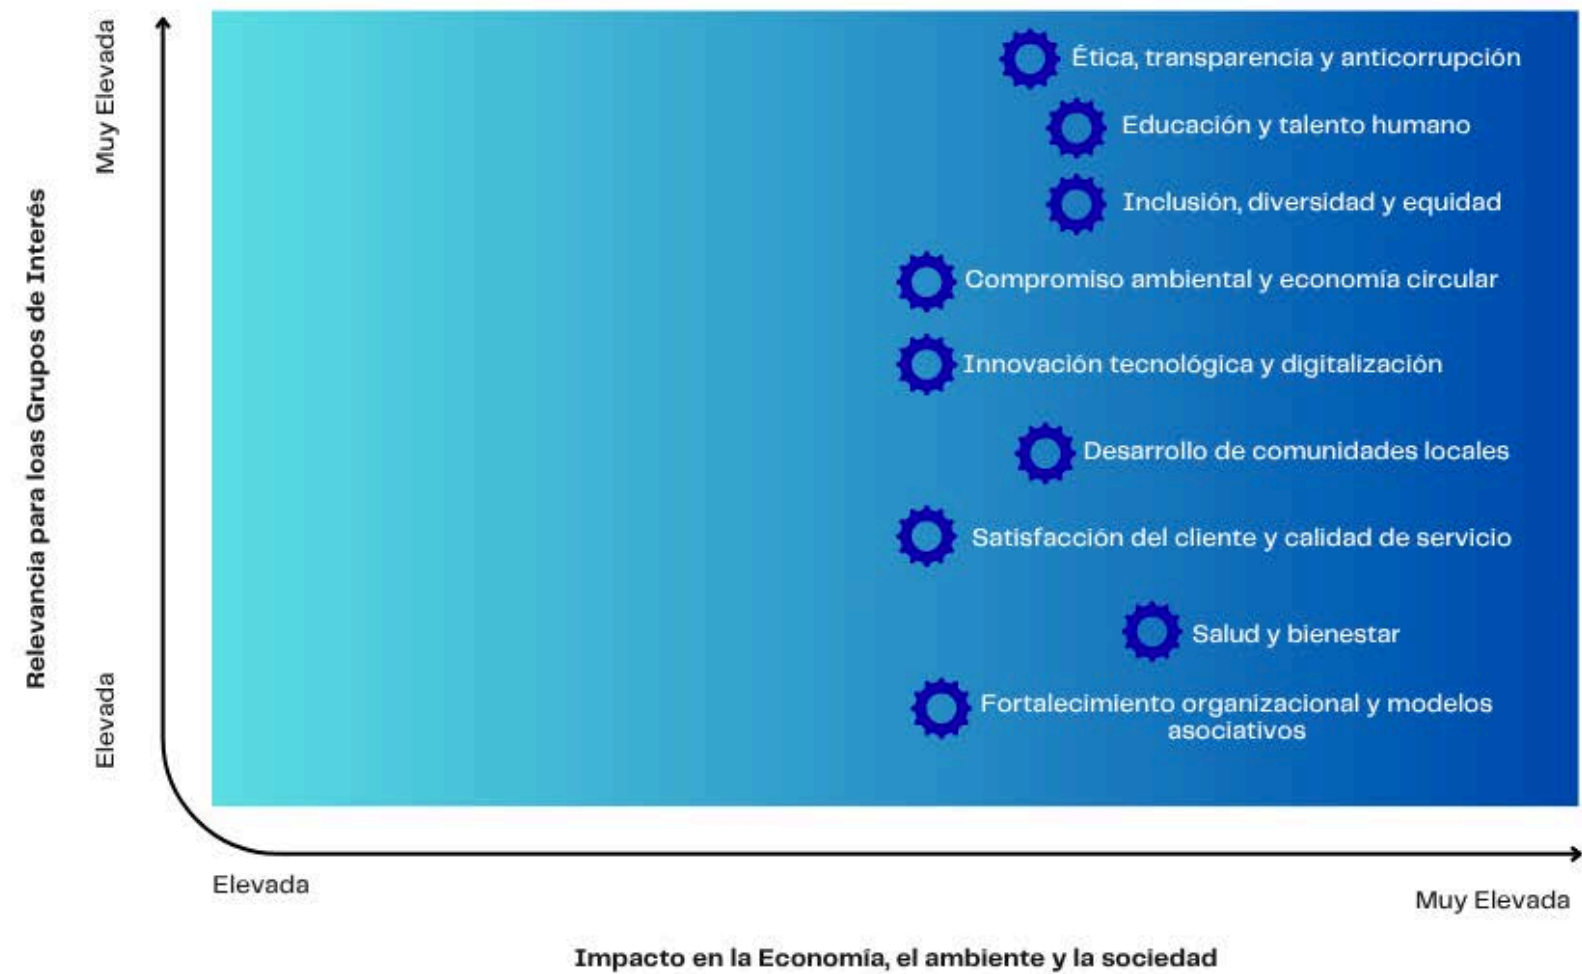 Muy Elevada
Relevancia para loas Grupos de Interés
Elevada
Ética, transparencia y anticorrupción
Educación y talento humano
Inclusión, diversidad y equidad
Compromiso ambiental y economía circular
Innovación tecnológica y digitalización
Desarrollo de comunidades locales
Satisfacción del cliente y calidad de servicio
Salud y bienestar
Fortalecimiento organizacional y modelos
asociativos
Elevada
Muy Elevada
Impacto en la Economía, el ambiente y la sociedad